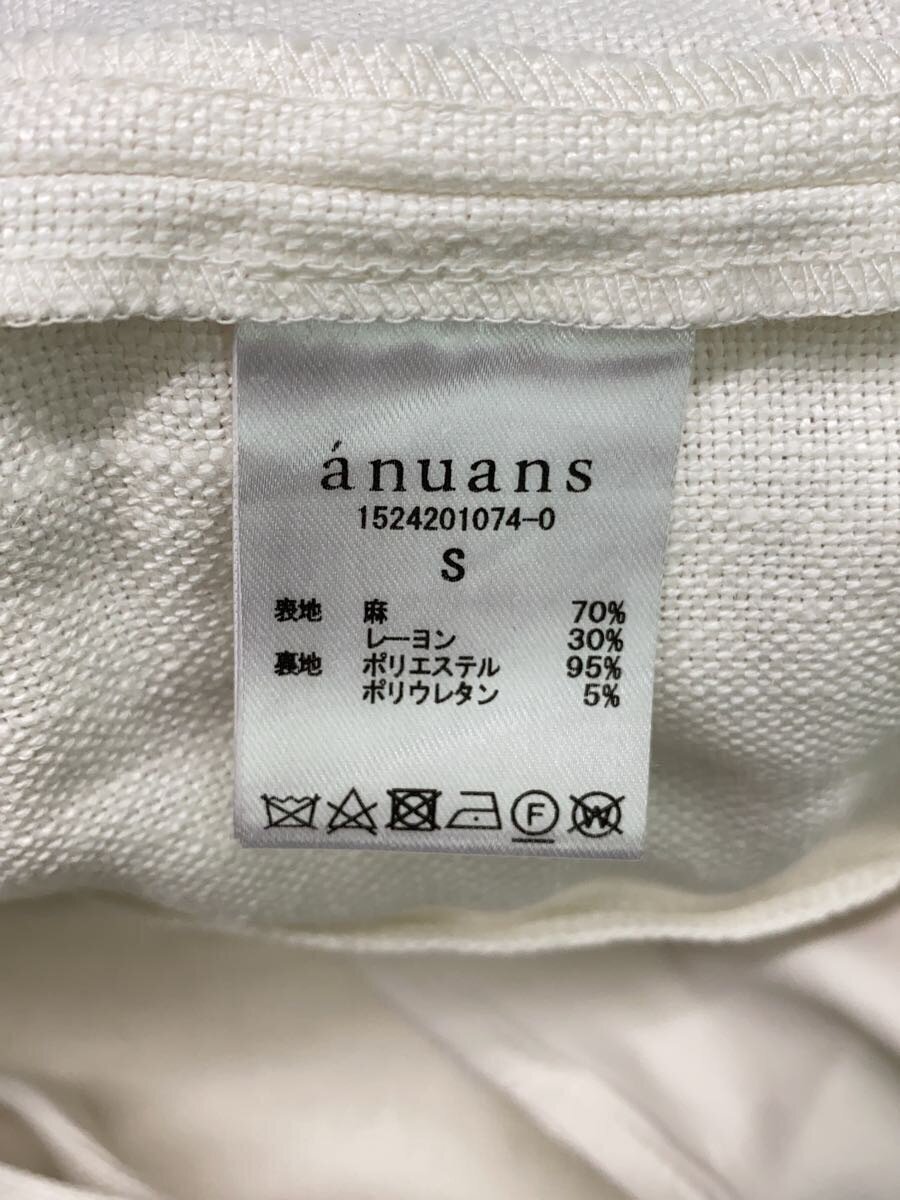 ánuans
1524201074-0
S
表地 麻 70%
レーヨン 30%
裏地 ポリエステル 95%
ポリウレタン 5%
F W